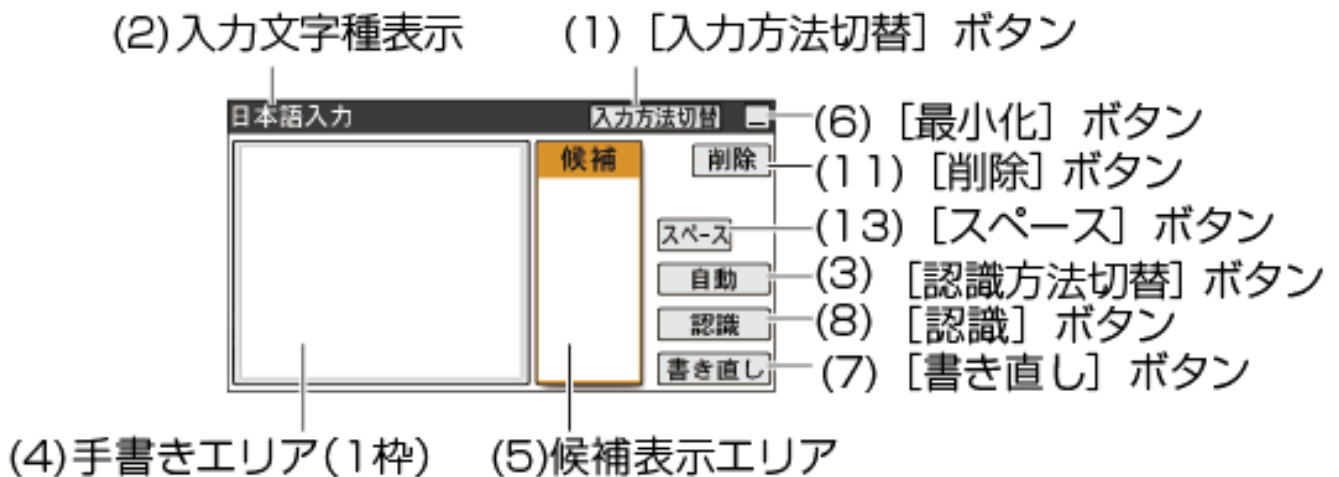 (2)入力文字種表示 (1)［入力方法切替］ボタン
日本語入力 入力方法切替 (6)［最小化］ボタン
候補 削除 (11)［削除］ボタン
スペース (13)［スペース］ボタン
自動 (3)［認識方法切替］ボタン
認識 (8)［認識］ボタン
書き直し (7)［書き直し］ボタン
(4)手書きエリア(1枠) (5)候補表示エリア